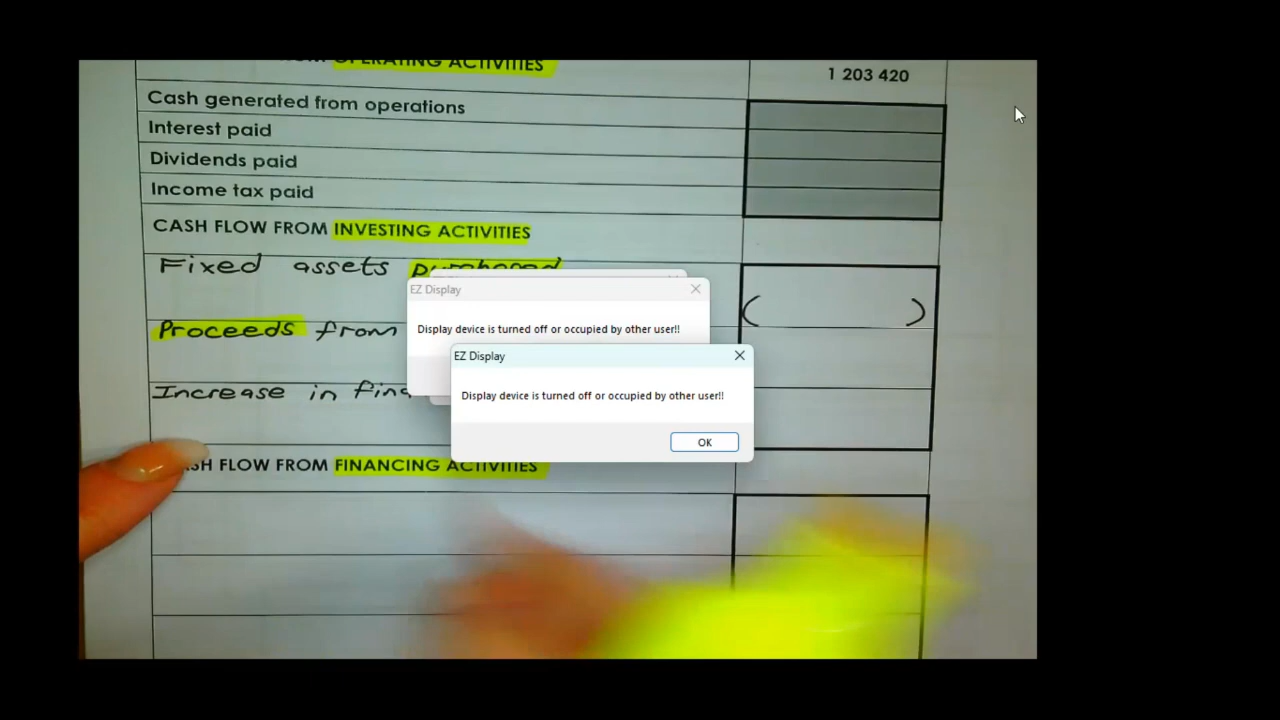 OPERATING ACTIVITIES
1 203 420
Cash generated from operations
Interest paid
Dividends paid
Income tax paid
CASH FLOW FROM INVESTING ACTIVITIES
Fixed assets purchased
( )
Proceeds from
Increase in
EZ Display
Display device is turned off or occupied by other user!!
EZ Display
Display device is turned off or occupied by other user!!
OK
FLOW FROM FINANCING ACTIVITIES